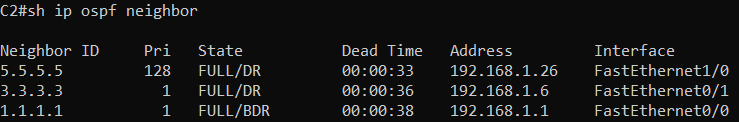 C2#sh ip ospf neighbor
Neighbor ID     Pri   State           Dead Time   Address         Interface
5.5.5.5         128   FULL/DR         00:00:33    192.168.1.26    FastEthernet1/0
3.3.3.3           1   FULL/DR         00:00:36    192.168.1.6     FastEthernet0/1
1.1.1.1           1   FULL/BDR        00:00:38    192.168.1.1     FastEthernet0/0